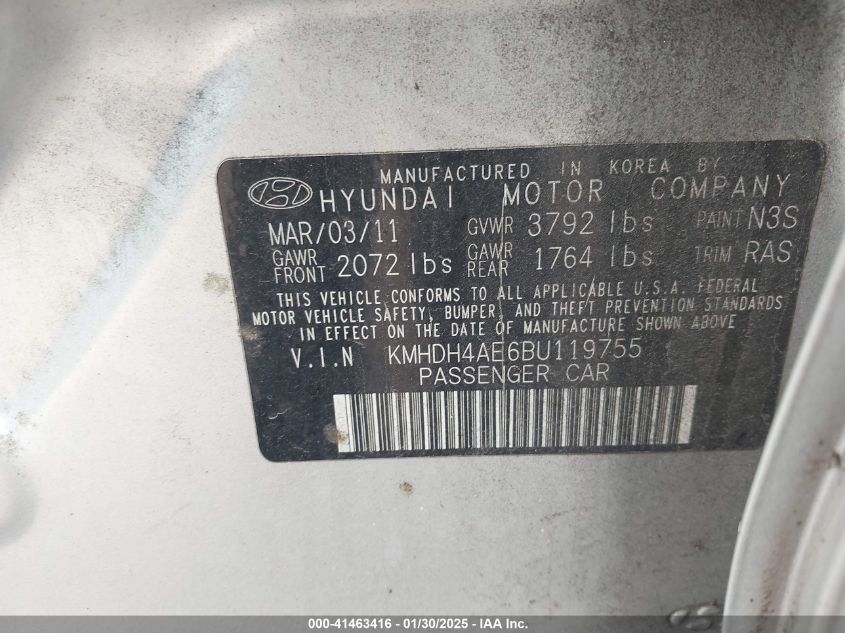 MANUFACTURED IN KOREA BY
HYUNDAI MOTOR COMPANY
MAR/03/11 GVWR 3792 lbs PAINT N3S
GAWR FRONT 2072 lbs GAWR REAR 1764 lbs TRIM RAS
THIS VEHICLE CONFORMS TO ALL APPLICABLE U.S.A. FEDERAL
MOTOR VEHICLE SAFETY, BUMPER, AND THEFT PREVENTION STANDARDS
IN EFFECT ON THE DATE OF MANUFACTURE SHOWN ABOVE
V.I.N KMHDH4AE6BU119755
PASSENGER CAR
000-41463416 - 01/30/2025 - IAA Inc.